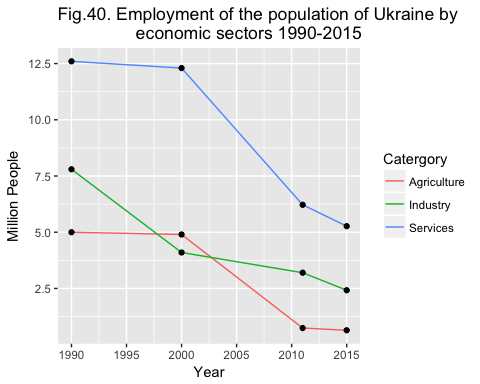 Fig.40. Employment of the population of Ukraine by
economic sectors 1990-2015
12.5
10.0
7.5
5.0
2.5
Million People
1990 1995 2000 2005 2010 2015
Year
Catergory
Agriculture
Industry
Services